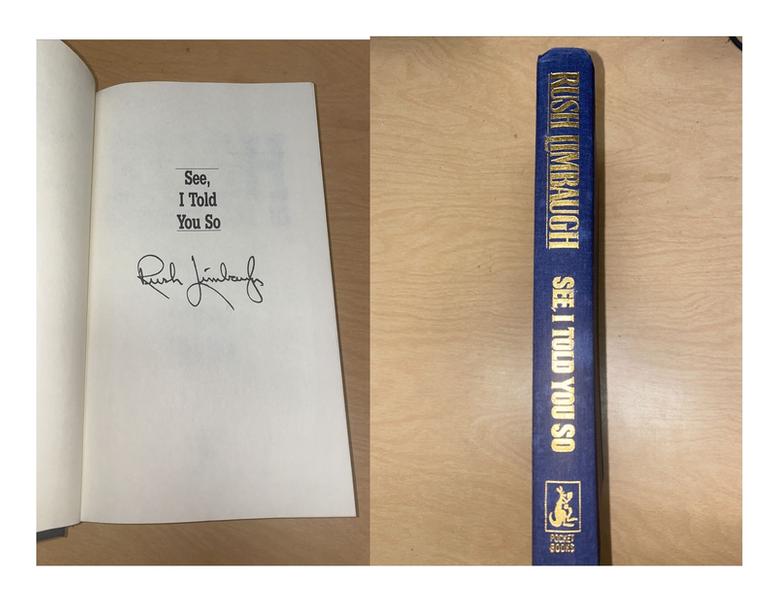 See,
I Told
You So
Rush Limbaugh
RUSH LIMBAUGH
SEE, I TOLD YOU SO
POCKET
BOOKS